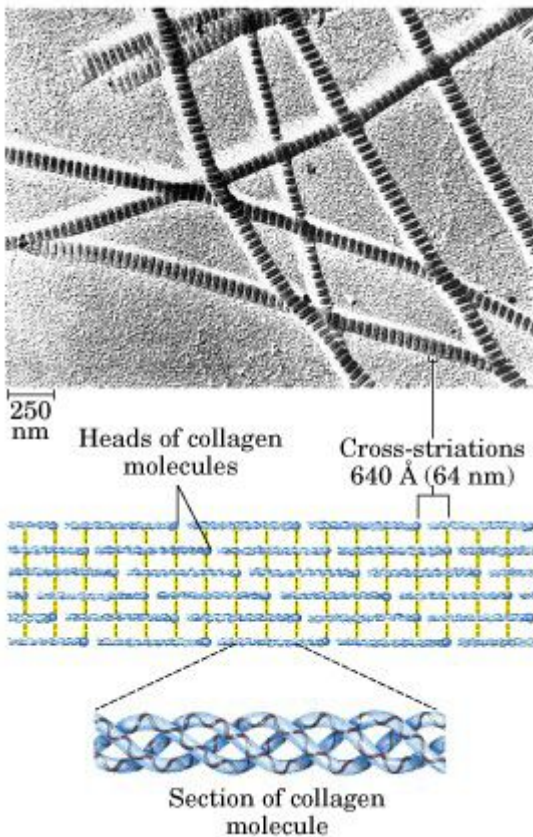 250
nm
Heads of collagen
molecules
Cross-striations
640 Å (64 nm)
Section of collagen
molecule